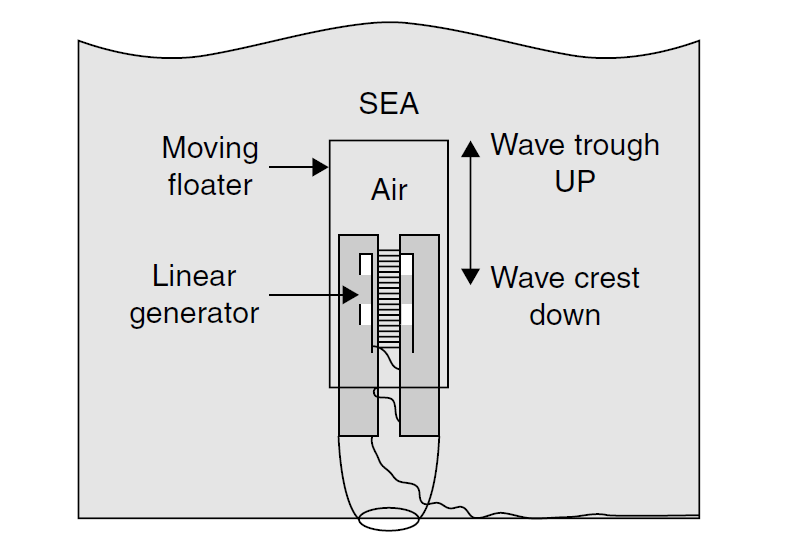 SEA
Moving
floater
Air
Wave trough
UP
Linear
generator
Wave crest
down